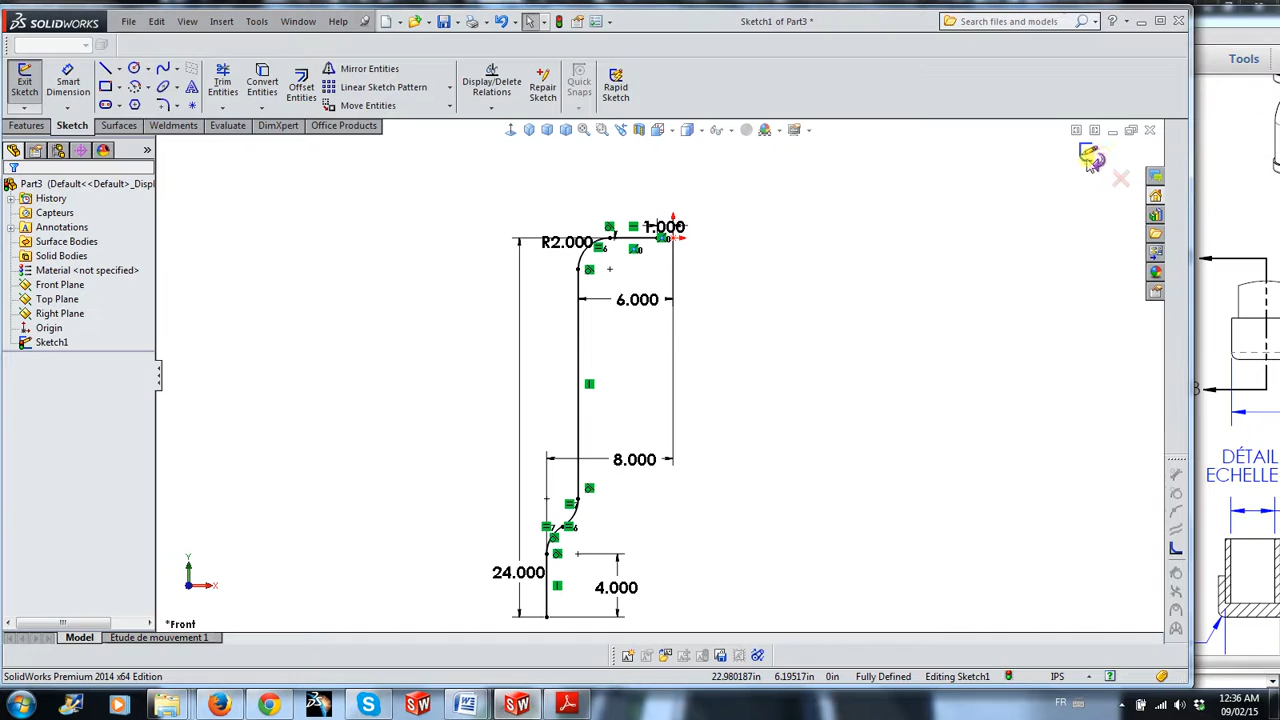 SOLIDWORKS File Edit View Insert Tools Window Help Sketch1 of Part3 * Search files and models
Tools
Exit Sketch
Smart Dimension
Trim Entities
Convert Entities
Offset Entities
Mirror Entities
Linear Sketch Pattern
Move Entities
Display/Delete Relations
Repair Sketch
Quick Snaps
Rapid Sketch
Features Sketch Surfaces Weldments Evaluate DimXpert Office Products
Part3 (Default<<Default>_Displ
History
Capteurs
Annotations
Surface Bodies
Solid Bodies
Material <not specified>
Front Plane
Top Plane
Right Plane
Origin
Sketch1
1.000
R2.000
6.000
8.000
24.000
4.000
Y
X
*Front
DÉTAIL
ECHELLE
Model Etude de mouvement 1
SolidWorks Premium 2014 x64 Edition 22.980187in 6.19517in 0in Fully Defined Editing Sketch1 IPS
FR 12:36 AM
09/02/15